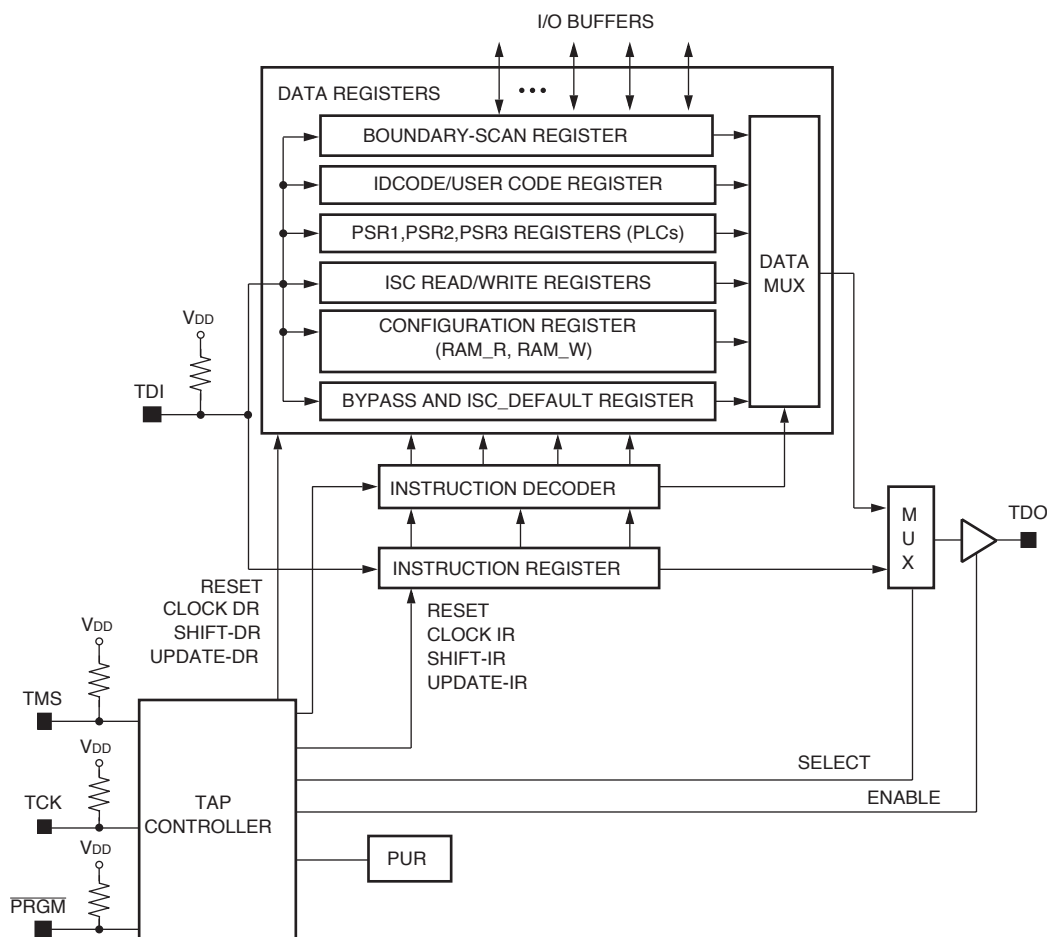 I/O BUFFERS
DATA REGISTERS
•••
BOUNDARY-SCAN REGISTER
IDCODE/USER CODE REGISTER
PSR1,PSR2,PSR3 REGISTERS (PLCs)
ISC READ/WRITE REGISTERS
CONFIGURATION REGISTER
(RAM_R, RAM_W)
BYPASS AND ISC_DEFAULT REGISTER
DATA
MUX
VDD
TDI
INSTRUCTION DECODER
INSTRUCTION REGISTER
M
U
X
TDO
RESET
CLOCK DR
SHIFT-DR
UPDATE-DR
RESET
CLOCK IR
SHIFT-IR
UPDATE-IR
VDD
TMS
VDD
TCK
VDD
PRGM
TAP
CONTROLLER
SELECT
ENABLE
PUR